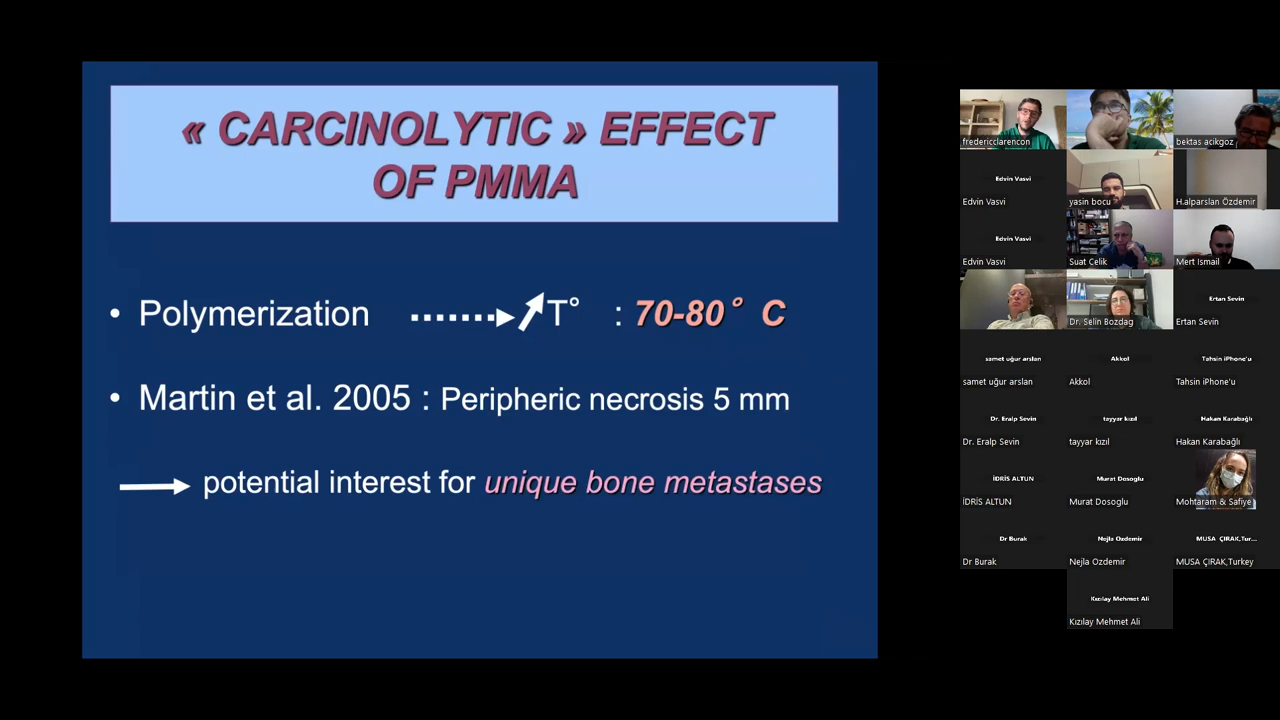 « CARCINOLYTIC » EFFECT
OF PMMA
• Polymerization T° : 70-80° C
• Martin et al. 2005 : Peripheric necrosis 5 mm
potential interest for unique bone metastases
fredericclarencon
bektas acikgoz
Edvin Vasvi
Edvin Vasvi
yasin bocu
H.alparslan Özdemir
Edvin Vasvi
Edvin Vasvi
Suat Çelik
Mert Ismail
Dr. Selin Bozdag
Ertan Sevin
Ertan Sevin
samet uğur arslan
samet uğur arslan
Akkol
Akkol
Tahsin iPhone'u
Tahsin iPhone'u
Dr. Eralp Sevin
Dr. Eralp Sevin
tayyar kızıl
tayyar kızıl
Hakan Karabağlı
Hakan Karabağlı
İDRİS ALTUN
İDRİS ALTUN
Murat Dosoglu
Murat Dosoglu
Mohtaram & Safiye
Dr Burak
Dr Burak
Nejla Ozdemir
Nejla Ozdemir
MUSA ÇIRAK,Tur...
MUSA ÇIRAK,Turkey
Kızılay Mehmet Ali
Kızılay Mehmet Ali